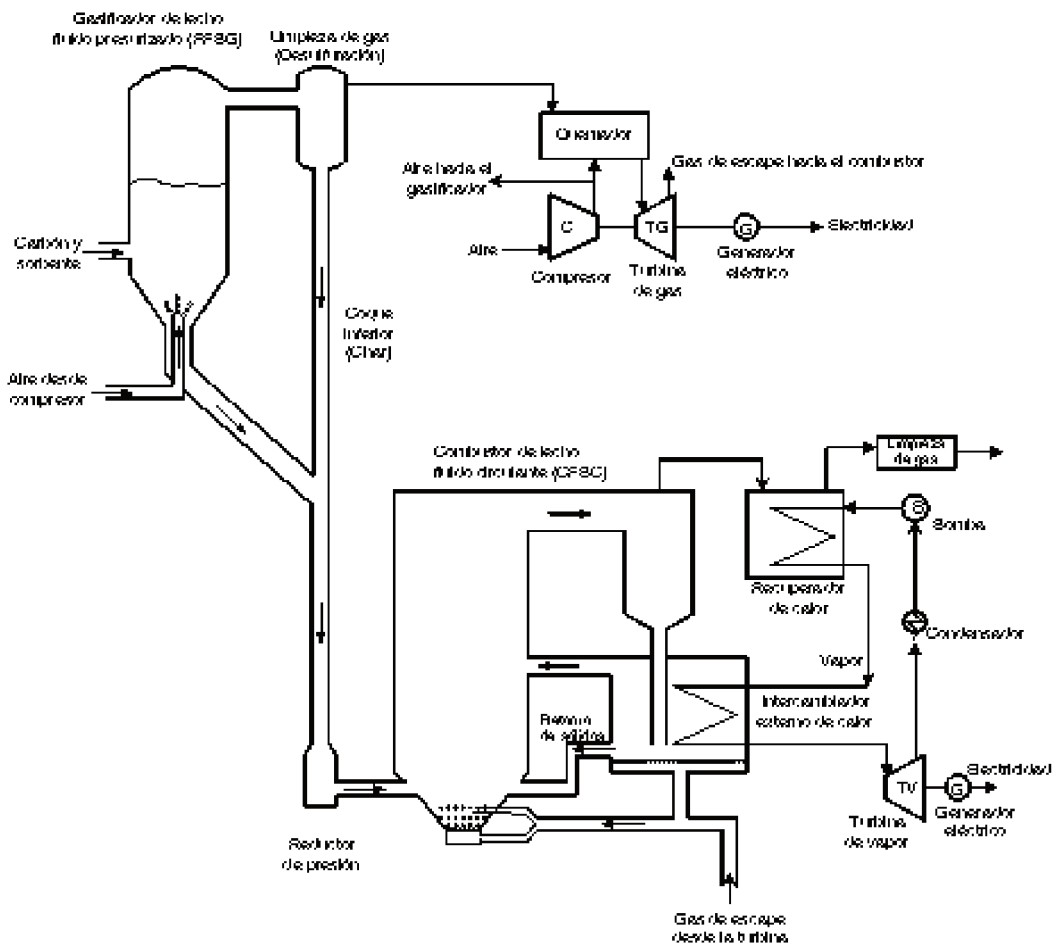 Gasificador de lecho
fluido presurizado (PFBG)
Limpieza de gas
(Desulfuración)
Quemador
Aire hacia el
gasificador
Gas de escape hacia el combustor
C
TG
G
Electricidad
Aire
Compresor
Turbina
de gas
Generador
eléctrico
Carbón y
sorbente
Coque
inferior
(Char)
Aire desde
compresor
Combustor de lecho
fluido circulante (CFBC)
Limpieza
de gas
B
Bomba
Recuperador
de calor
Condensador
Vapor
Intercambiador
externo de calor
Retorno
de sólidos
TV
G
Electricidad
Generador
eléctrico
Turbina
de vapor
Reductor
de presión
Gas de escape
desde la turbina